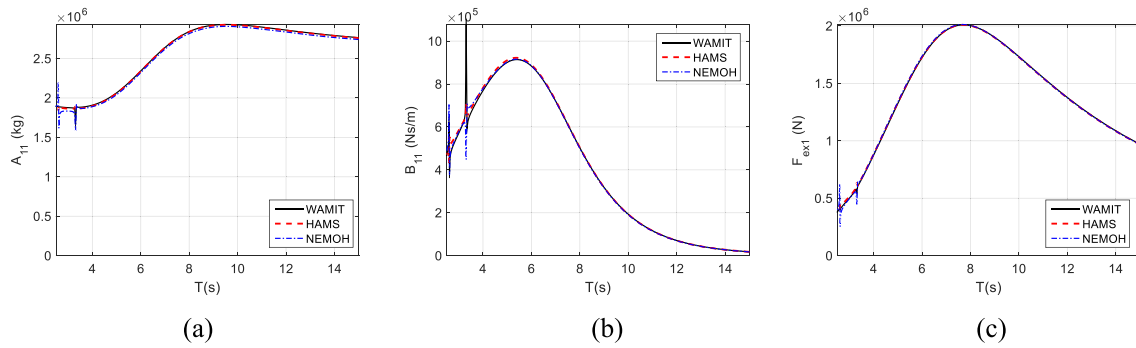 ×10^6
A_11 (kg)
2.5
2
1.5
1
0.5
0
4 6 8 10 12 14
T(s)
WAMIT
HAMS
NEMOH
(a)
×10^5
B_11 (Ns/m)
10
8
6
4
2
0
4 6 8 10 12 14
T(s)
WAMIT
HAMS
NEMOH
(b)
×10^6
F_ex1 (N)
2
1.5
1
0.5
0
4 6 8 10 12 14
T(s)
WAMIT
HAMS
NEMOH
(c)